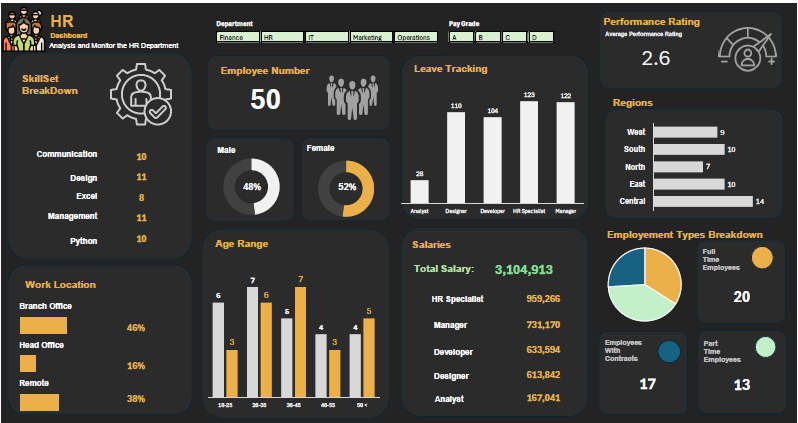 HR
Dashboard
Analysis and Monitor the HR Department
Department
Finance HR IT Marketing Operations
Pay Grade
A B C D
Performance Rating
Average Performance Rating
2.6
SkillSet
BreakDown
Communication 10
Design 11
Excel 8
Management 11
Python 10
Employee Number
50
Male
48%
Female
52%
Leave Tracking
28 110 104 123 122
Analyst Designer Developer HR Specialist Manager
Regions
West 9
South 10
North 7
East 10
Central 14
Work Location
Branch Office
46%
Head Office
16%
Remote
38%
Age Range
6 3 7 6 5 7 4 3 4 5
18-25 26-35 36-45 46-55 56 <
Salaries
Total Salary: 3,104,913
HR Specialist 959,266
Manager 731,170
Developer 633,594
Designer 613,842
Analyst 167,041
Employement Types Breakdown
Full
Time
Employees
20
Employees
With
Contracts
17
Part
Time
Employees
13